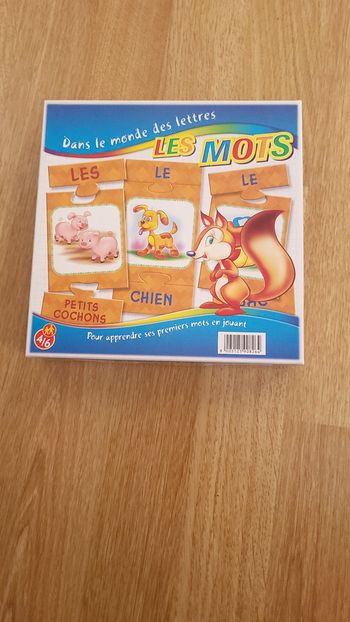 Dans le monde des lettres
LES MOTS
LES
LE
LE
PETITS
COCHONS
CHIEN
Pour apprendre ses premiers mots en jouant
4/6